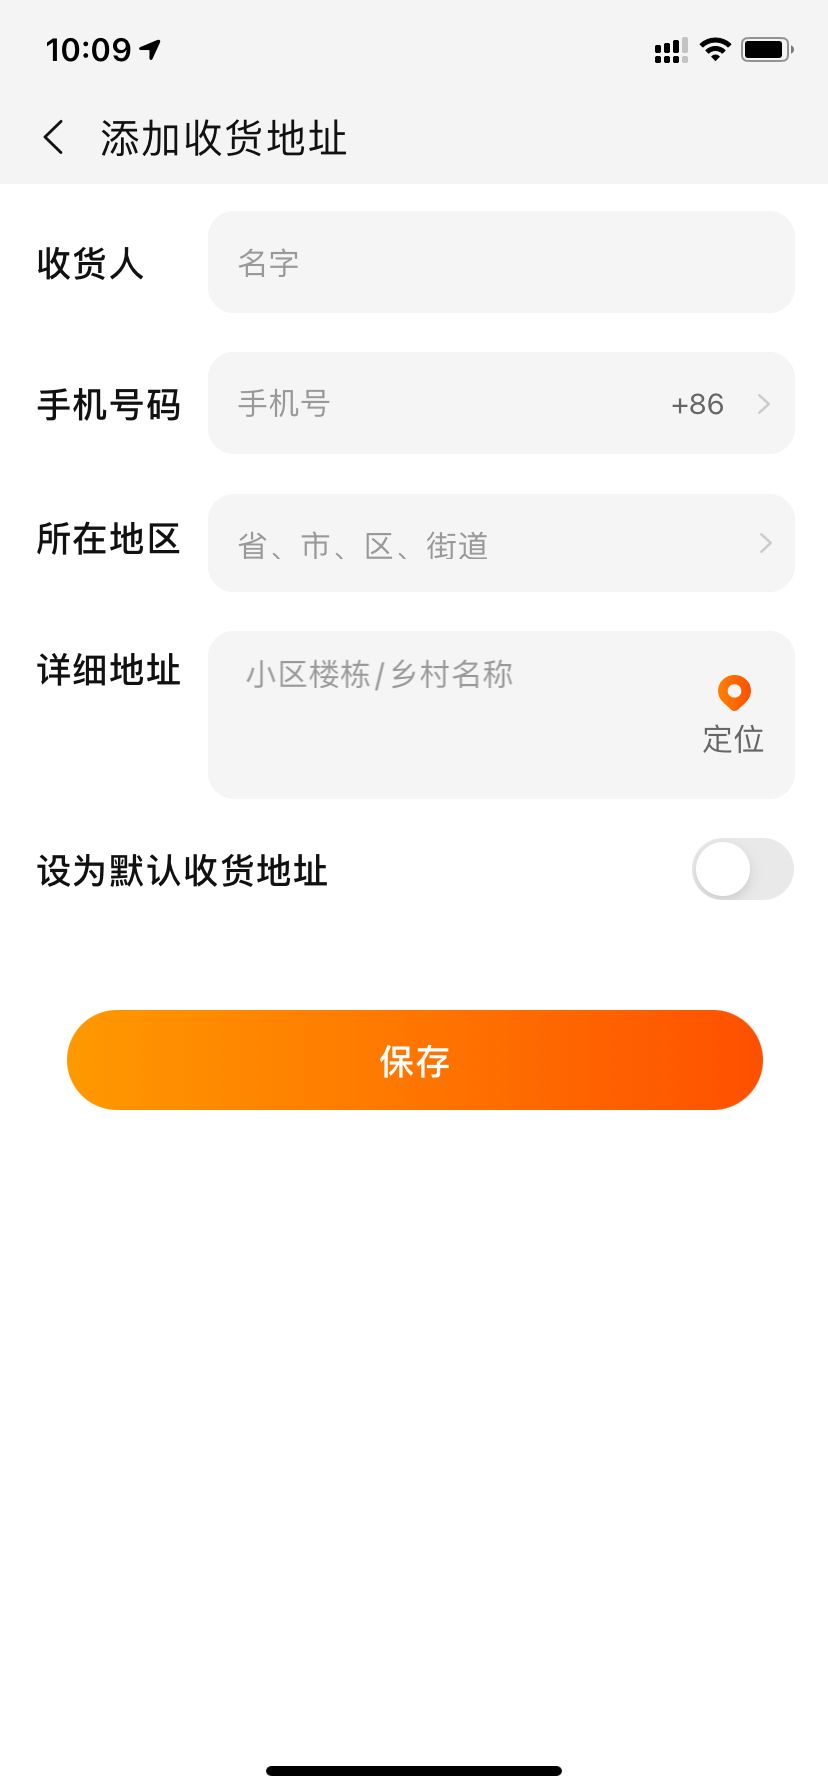 10:09
添加收货地址
收货人 名字
手机号码 手机号 +86
所在地区 省、市、区、街道
详细地址 小区楼栋/乡村名称
定位
设为默认收货地址
保存